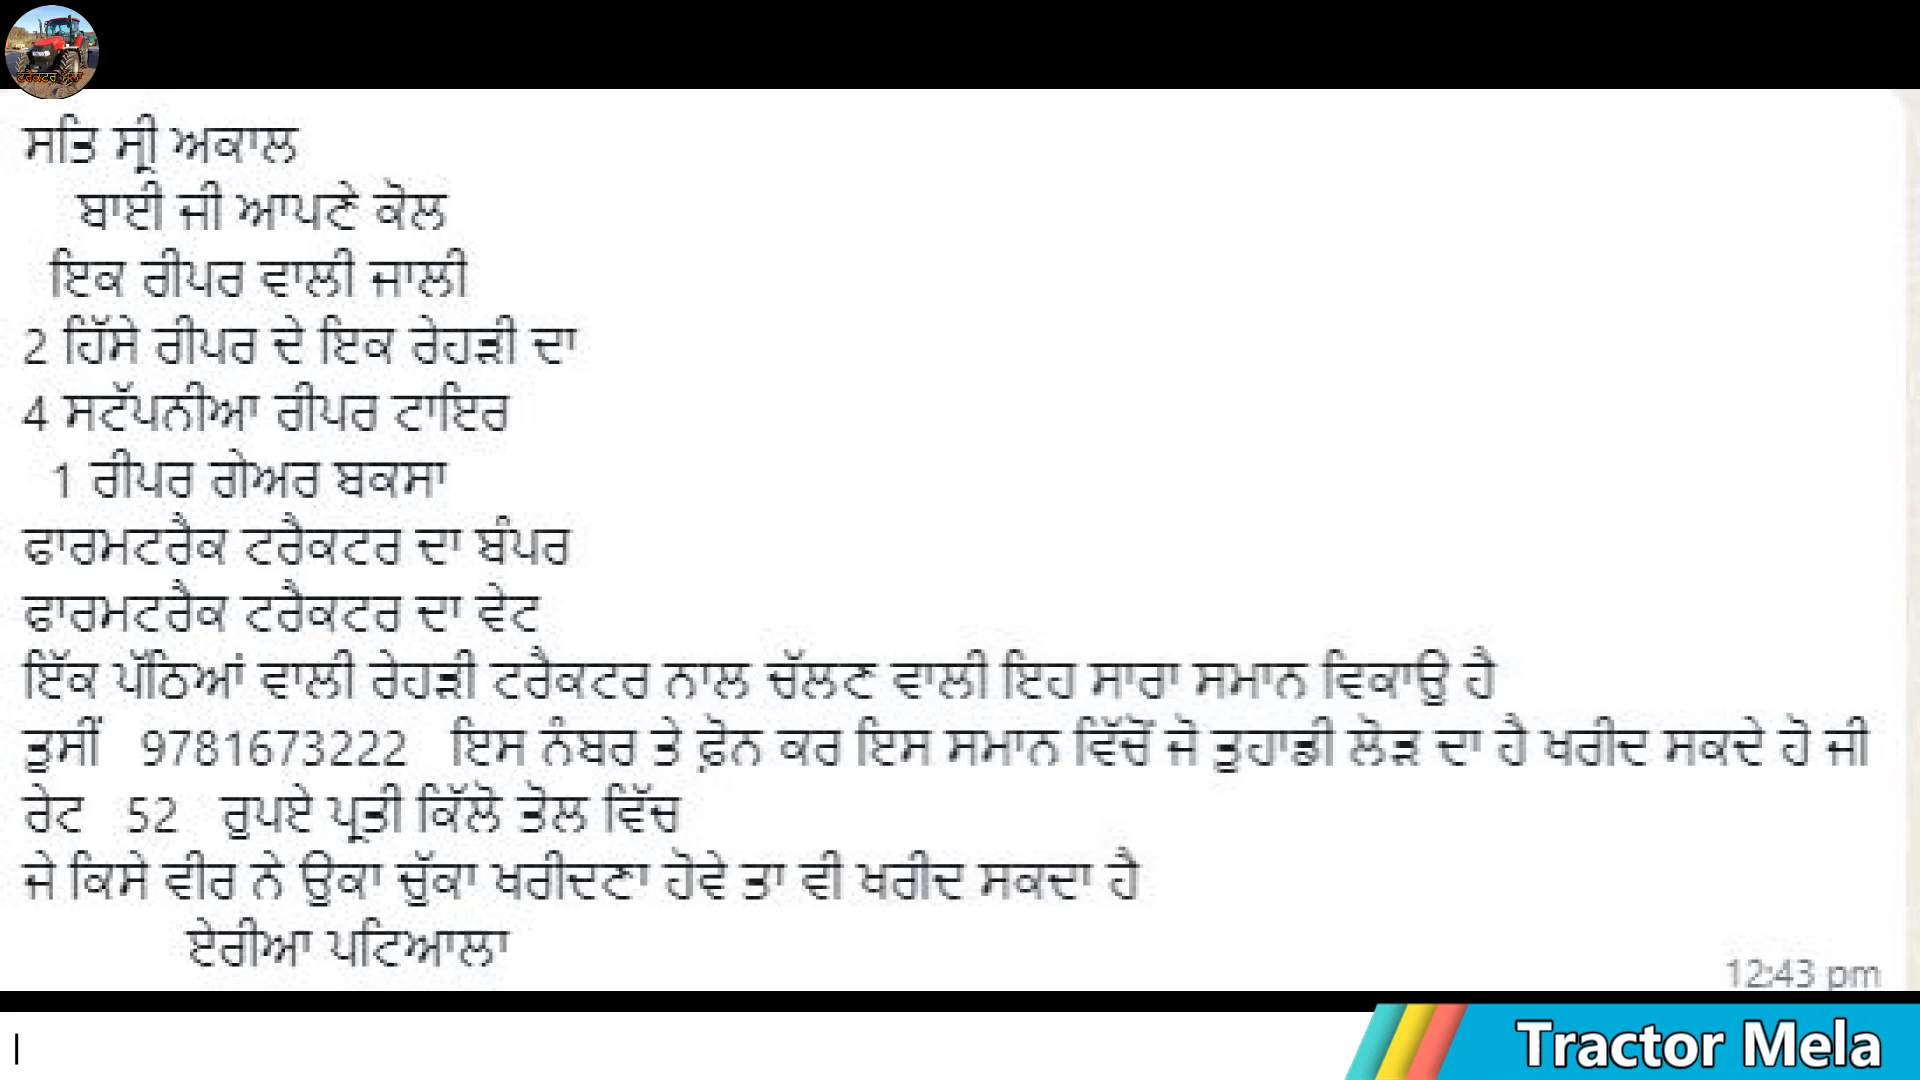 ਟਰੈਕਟਰ ਮੇਲਾ
ਸਤਿ ਸ੍ਰੀ ਅਕਾਲ
ਬਾਈ ਜੀ ਆਪਣੇ ਕੋਲ
ਇਕ ਰੀਪਰ ਵਾਲੀ ਜਾਲੀ
2 ਹਿੱਸੇ ਰੀਪਰ ਦੇ ਇਕ ਰੇਹੜੀ ਦਾ
4 ਸਟੱਪਨੀਆ ਰੀਪਰ ਟਾਇਰ
1 ਰੀਪਰ ਗੇਅਰ ਬਕਸਾ
ਫਾਰਮਟਰੈਕ ਟਰੈਕਟਰ ਦਾ ਬੰਪਰ
ਫਾਰਮਟਰੈਕ ਟਰੈਕਟਰ ਦਾ ਵੇਟ
ਇੱਕ ਪੱਠਿਆਂ ਵਾਲੀ ਰੇਹੜੀ ਟਰੈਕਟਰ ਨਾਲ ਚੱਲਣ ਵਾਲੀ ਇਹ ਸਾਰਾ ਸਮਾਨ ਵਿਕਾਉ ਹੈ
ਤੁਸੀਂ 9781673222 ਇਸ ਨੰਬਰ ਤੇ ਫ਼ੋਨ ਕਰ ਇਸ ਸਮਾਨ ਵਿੱਚੋਂ ਜੋ ਤੁਹਾਡੀ ਲੋੜ ਦਾ ਹੈ ਖਰੀਦ ਸਕਦੇ ਹੋ ਜੀ
ਰੇਟ 52 ਰੁਪਏ ਪ੍ਰਤੀ ਕਿੱਲੋ ਤੋਲ ਵਿੱਚ
ਜੇ ਕਿਸੇ ਵੀਰ ਨੇ ਉਕਾ ਚੁੱਕਾ ਖਰੀਦਣਾ ਹੋਵੇ ਤਾ ਵੀ ਖਰੀਦ ਸਕਦਾ ਹੈ
ਏਰੀਆ ਪਟਿਆਲਾ
12:43 pm
Tractor Mela